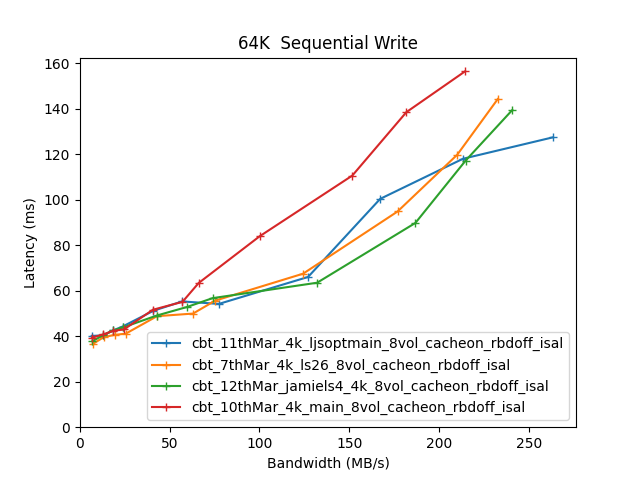 64K  Sequential Write
160
140
120
100
80
60
40
20
0
Latency (ms)
0 50 100 150 200 250
Bandwidth (MB/s)
cbt_11thMar_4k_ljsoptmain_8vol_cacheon_rbdoff_isal
cbt_7thMar_4k_ls26_8vol_cacheon_rbdoff_isal
cbt_12thMar_jamiels4_4k_8vol_cacheon_rbdoff_isal
cbt_10thMar_4k_main_8vol_cacheon_rbdoff_isal